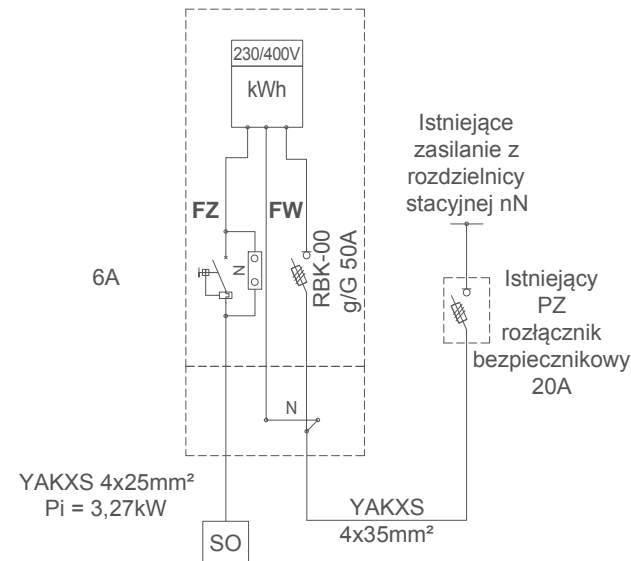 230/400V
kWh
Istniejące
zasilanie z
rozdzielnicy
stacyjnej nN
FZ
FW
N
RBK-00
g/G 50A
6A
Istniejący
PZ
rozłącznik
bezpiecznikowy
20A
N
YAKXS 4x25mm²
Pi = 3,27kW
SO
YAKXS
4x35mm²